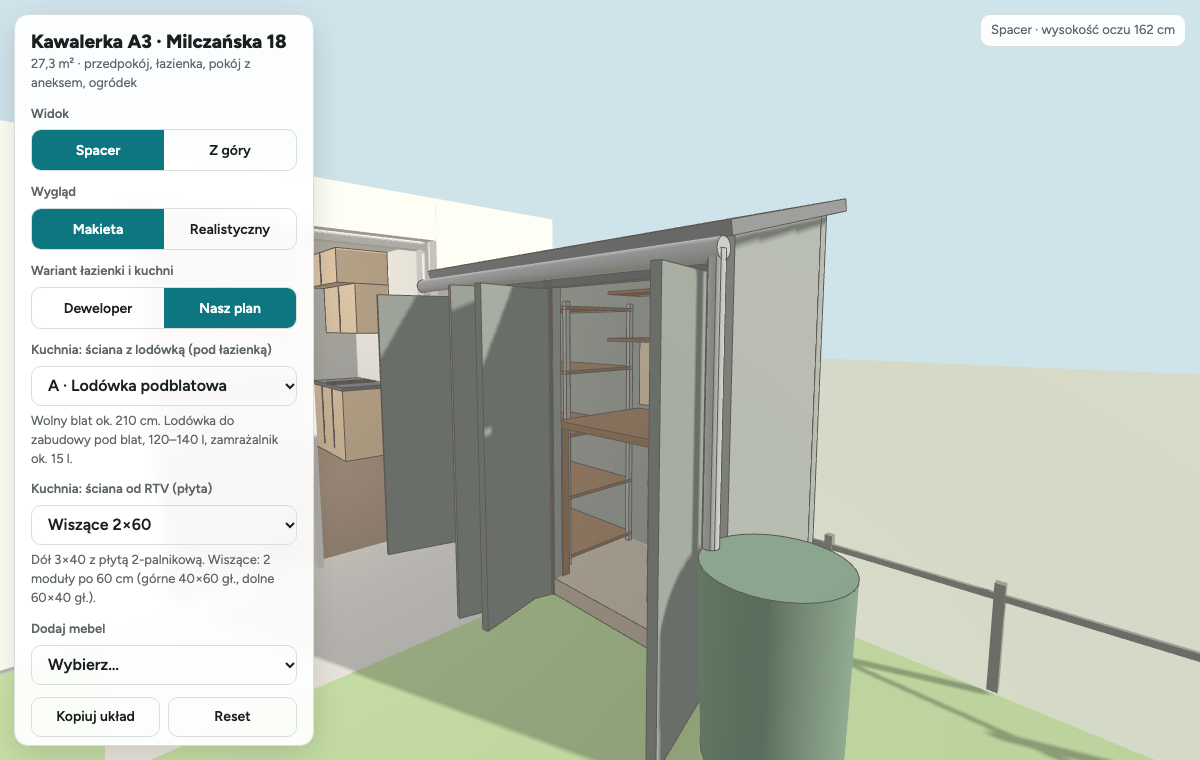 Kawalerka A3 · Milczańska 18
27,3 m² · przedpokój, łazienka, pokój z
aneksem, ogródek
Widok
Spacer
Z góry
Wygląd
Makieta
Realistyczny
Wariant łazienki i kuchni
Deweloper
Nasz plan
Kuchnia: ściana z lodówką (pod łazienką)
A · Lodówka podblatowa
Wolny blat ok. 210 cm. Lodówka do
zabudowy pod blat, 120–140 l, zamrażalnik
ok. 15 l.
Kuchnia: ściana od RTV (płyta)
Wiszące 2×60
Dół 3×40 z płytą 2-palnikową. Wiszące: 2
moduły po 60 cm (górne 40×60 gł., dolne
60×40 gł.).
Dodaj mebel
Wybierz...
Kopiuj układ
Reset
Spacer · wysokość oczu 162 cm